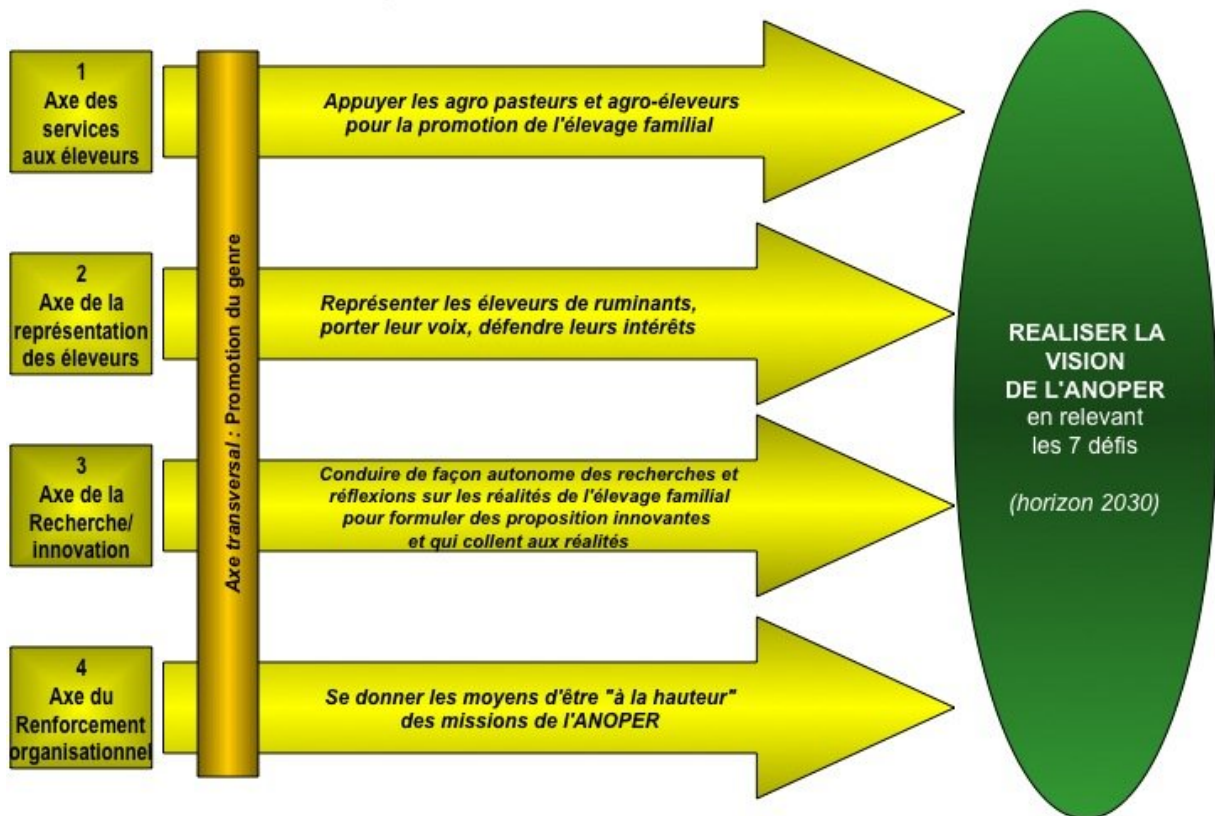 1
Axe des
services
aux éleveurs
Appuyer les agro pasteurs et agro-éleveurs
pour la promotion de l'élevage familial
2
Axe de la
représentation
des éleveurs
Représenter les éleveurs de ruminants,
porter leur voix, défendre leurs intérêts
3
Axe de la
Recherche/
innovation
Conduire de façon autonome des recherches et
réflexions sur les réalités de l'élevage familial
pour formuler des proposition innovantes
et qui collent aux réalités
4
Axe du
Renforcement
organisationnel
Se donner les moyens d'être "à la hauteur"
des missions de l'ANOPER
Axe transversal : Promotion du genre
REALISER LA
VISION
DE L'ANOPER
en relevant
les 7 défis
(horizon 2030)